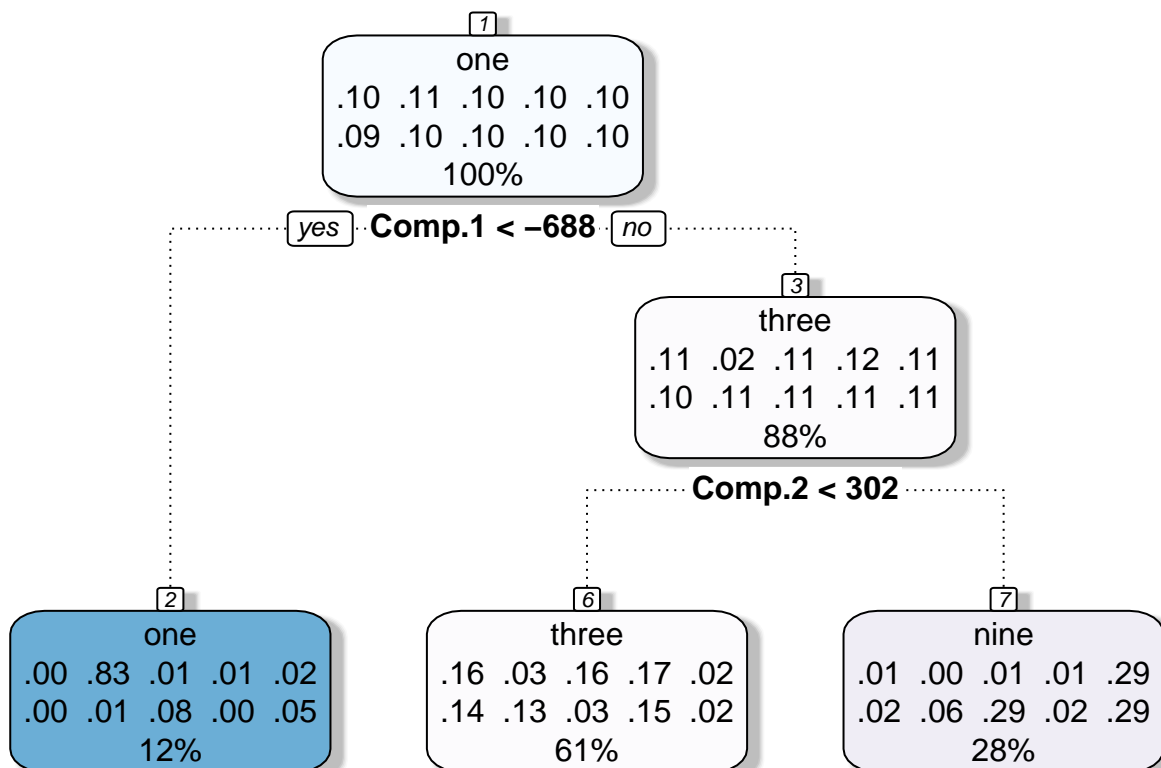 1
one
.10 .11 .10 .10 .10
.09 .10 .10 .10 .10
100%
yes Comp.1 < −688 no
3
three
.11 .02 .11 .12 .11
.10 .11 .11 .11 .11
88%
Comp.2 < 302
2
one
.00 .83 .01 .01 .02
.00 .01 .08 .00 .05
12%
6
three
.16 .03 .16 .17 .02
.14 .13 .03 .15 .02
61%
7
nine
.01 .00 .01 .01 .29
.02 .06 .29 .02 .29
28%